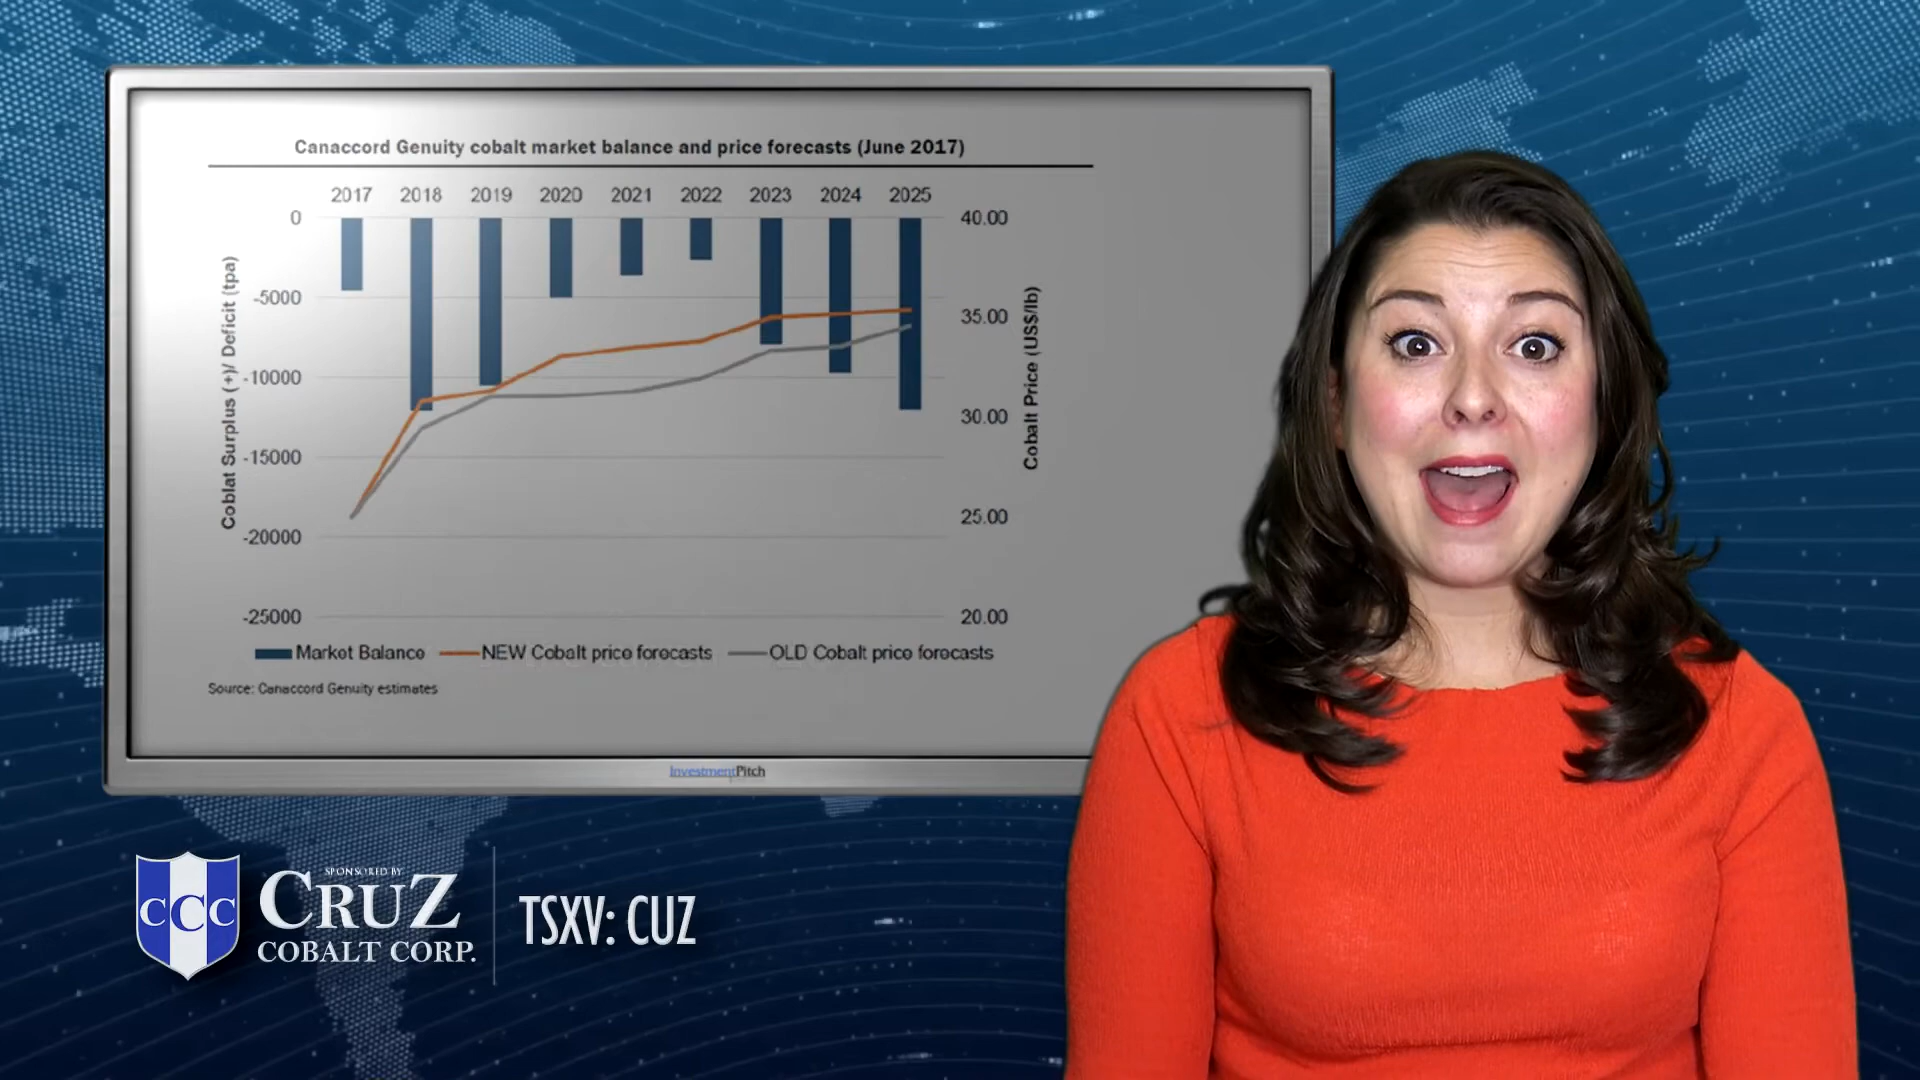 Canaccord Genuity cobalt market balance and price forecasts (June 2017)
2017 2018 2019 2020 2021 2022 2023 2024 2025
0
-5000
-10000
-15000
-20000
-25000
Coblat Surplus (+)/ Deficit (tpa)
40.00
35.00
30.00
25.00
20.00
Cobalt Price (US$/lb)
Market Balance NEW Cobalt price forecasts OLD Cobalt price forecasts
Source: Canaccord Genuity estimates
InvestmentPitch
CCC
SPONSORED BY
CRUZ
COBALT CORP.
TSXV: CUZ